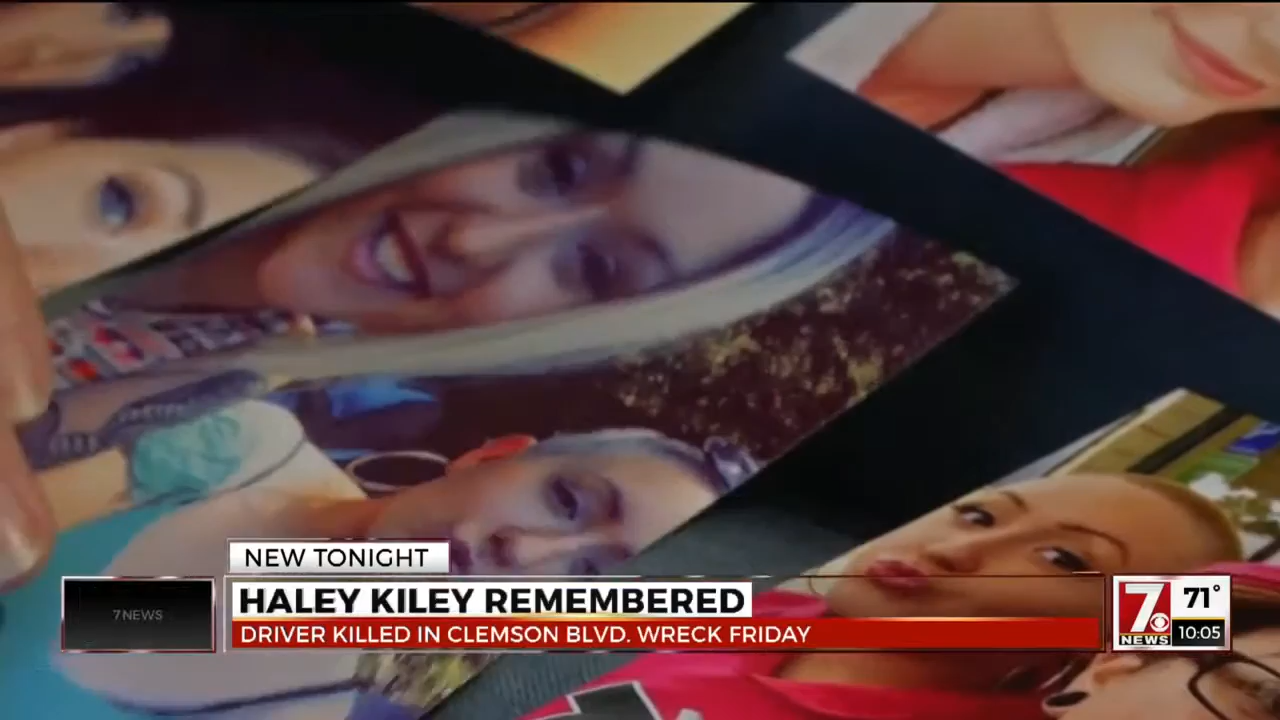 NEW TONIGHT
7NEWS
HALEY KILEY REMEMBERED
DRIVER KILLED IN CLEMSON BLVD. WRECK FRIDAY
7
NEWS
71°
10:05